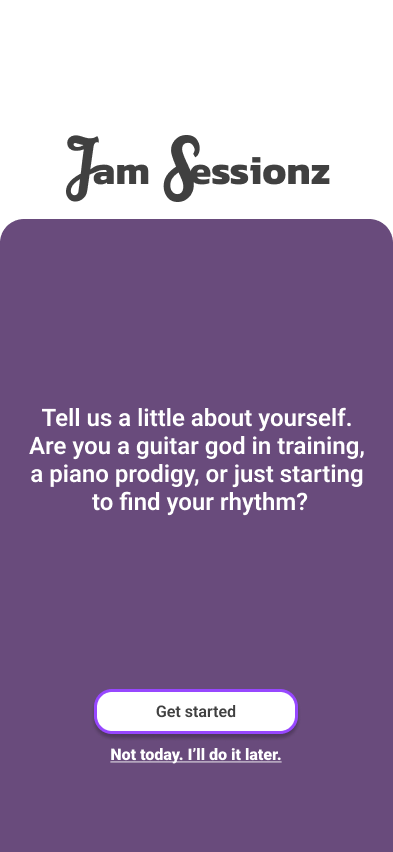 Jam Sessionz
Tell us a little about yourself.
Are you a guitar god in training,
a piano prodigy, or just starting
to find your rhythm?
Get started
Not today. I’ll do it later.